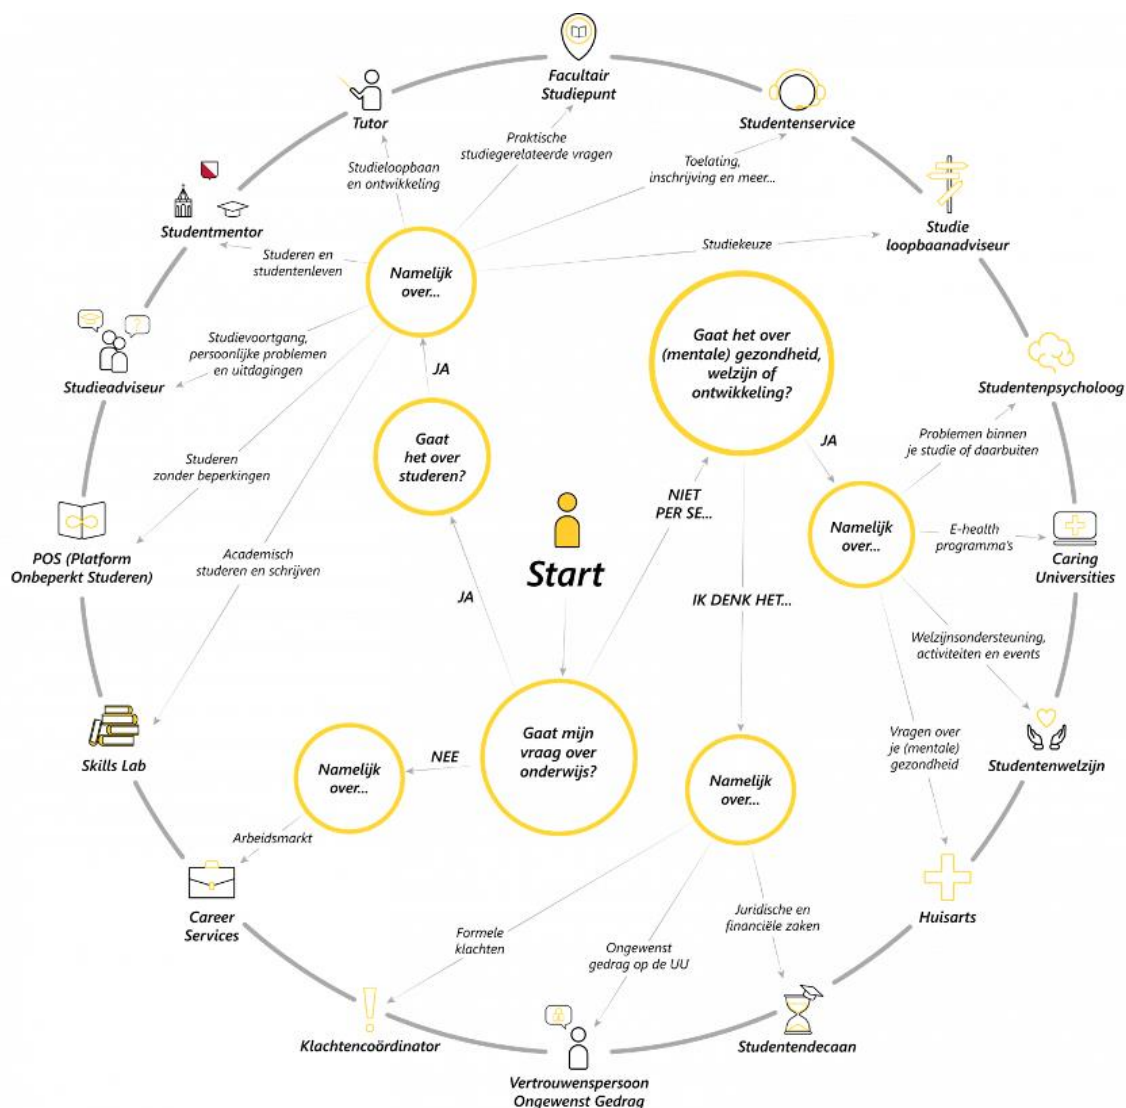 Facultair
Studiepunt
Studentenservice
Tutor
Praktische
studiegerelateerde vragen
Toelating,
inschrijving en meer...
Studieloopbaan
en ontwikkeling
Studentmentor
Studie
loopbaanadviseur
Studeren en
studentenleven
Namelijk
over...
Studiekeuze
Gaat het over
(mentale) gezondheid,
welzijn of
ontwikkeling?
Studievoortgang,
persoonlijke problemen
en uitdagingen
Studieadviseur
JA
Studentenpsycholoog
Gaat
het over
studeren?
JA
Problemen binnen
je studie of daarbuiten
Studeren
zonder beperkingen
NIET
PER SE...
Namelijk
over...
E-health
programma's
POS (Platform
Onbeperkt Studeren)
Academisch
studeren en schrijven
Start
Caring
Universities
JA
IK DENK HET...
Welzijnsondersteuning,
activiteiten en events
Skills Lab
Gaat mijn
vraag over
onderwijs?
NEE
Namelijk
over...
Namelijk
over...
Vragen over
je (mentale)
gezondheid
Studentenwelzijn
Arbeidsmarkt
Career
Services
Huisarts
Formele
klachten
Ongewenst
gedrag op de UU
Juridische en
financiële zaken
Klachtencoördinator
Studentendecaan
Vertrouwenspersoon
Ongewenst Gedrag